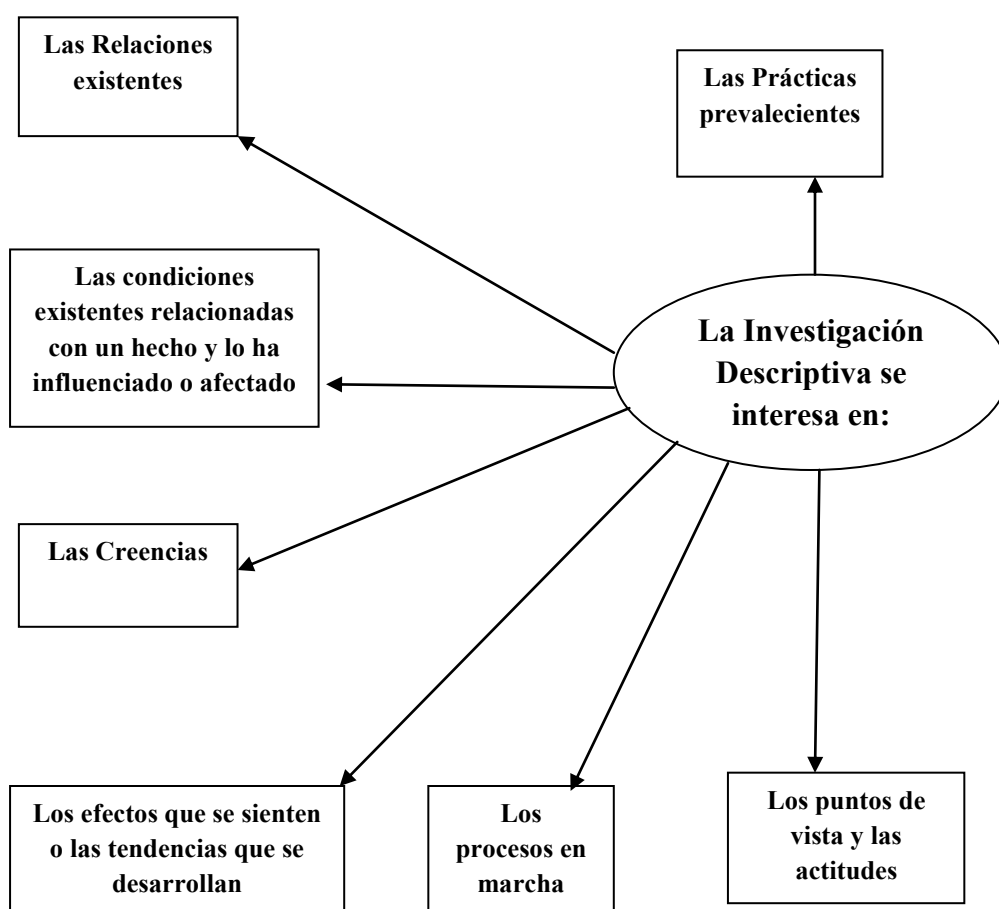 Las Relaciones
existentes
Las Prácticas
prevalecientes
Las condiciones
existentes relacionadas
con un hecho y lo ha
influenciado o afectado
La Investigación
Descriptiva se
interesa en:
Las Creencias
Los efectos que se sienten
o las tendencias que se
desarrollan
Los
procesos en
marcha
Los puntos de
vista y las
actitudes